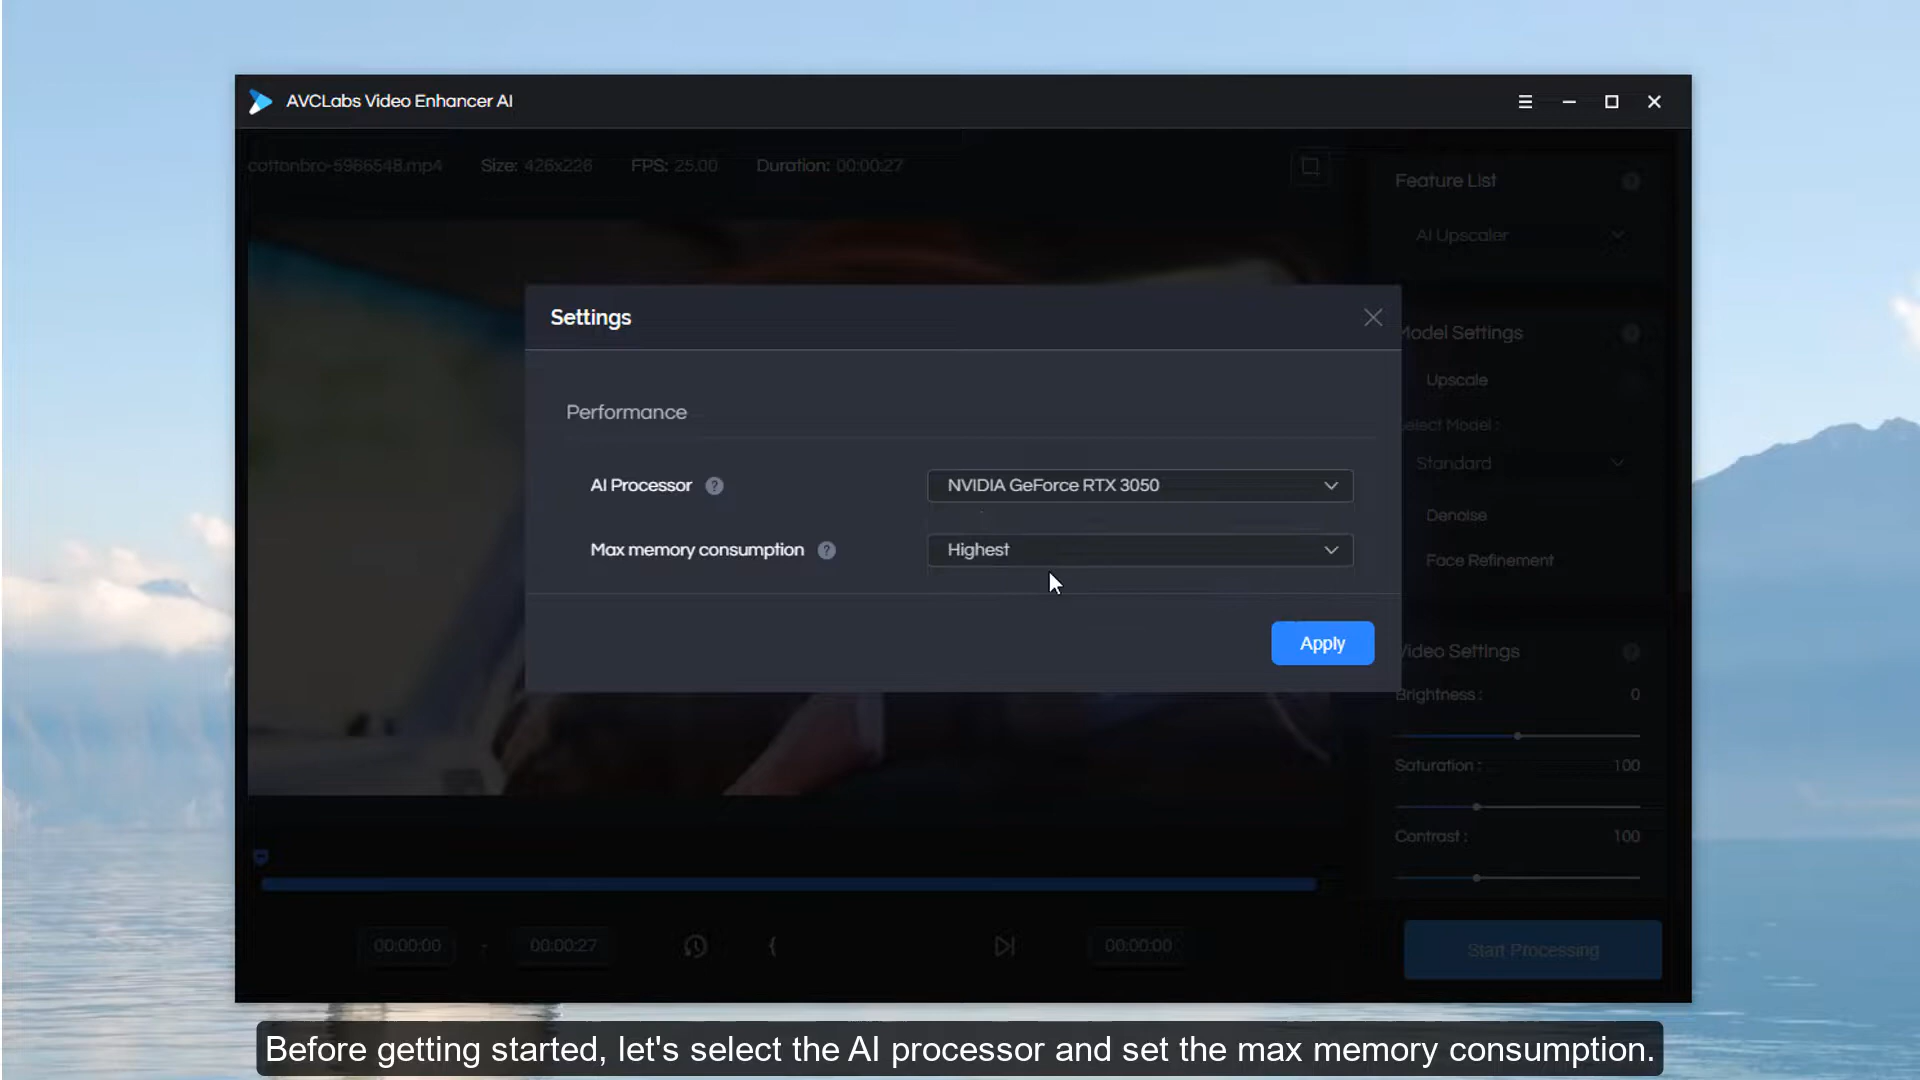 AVCLabs Video Enhancer AI
cottonbro-5986548.mp4 Size: 426x226 FPS: 25.00 Duration: 00:00:27
Feature List
AI Upscaler
Settings
Model Settings
Upscale
Performance
Select Model :
Standard
AI Processor ? NVIDIA GeForce RTX 3050
Denoise
Max memory consumption ? Highest
Face Refinement
Apply
Video Settings
Brightness : 0
Saturation : 100
Contrast : 100
00:00:00 - 00:00:27 00:00:00
Start Processing
Before getting started, let's select the AI processor and set the max memory consumption.